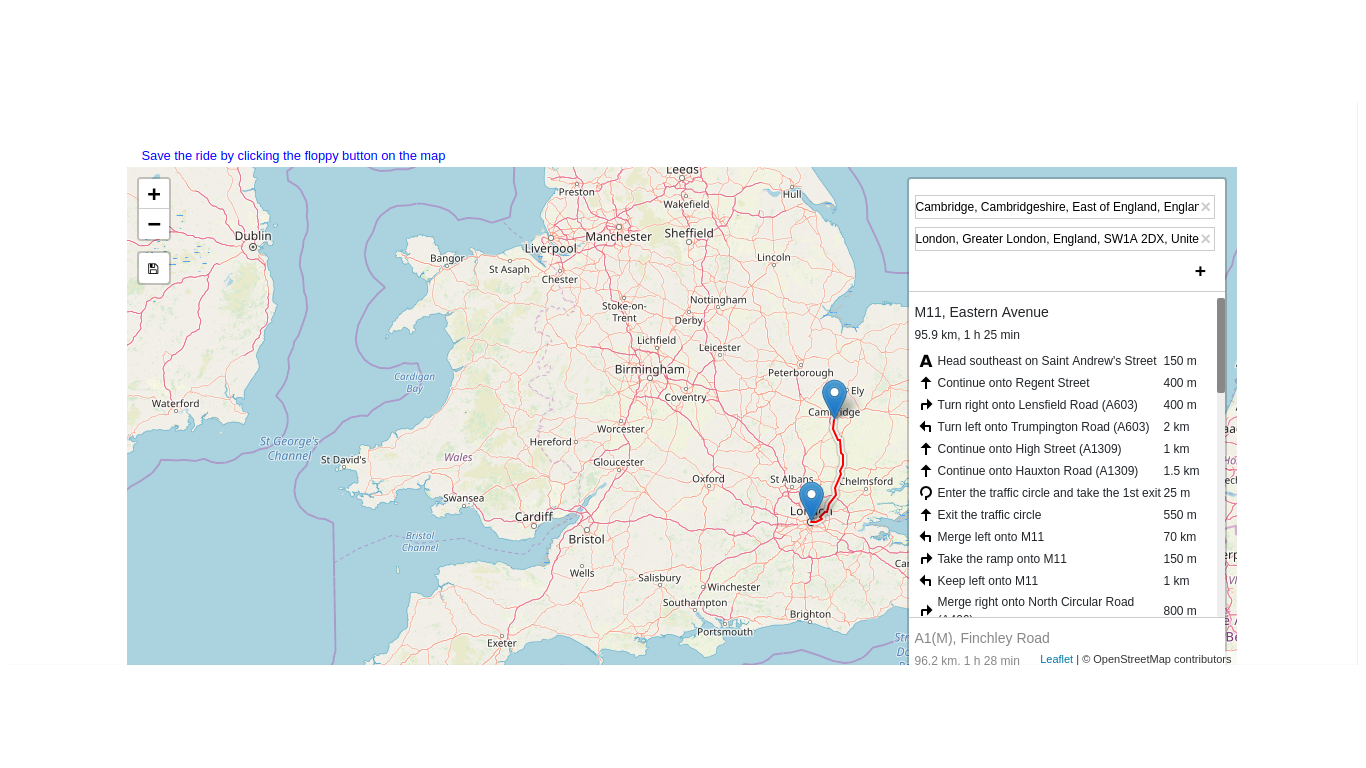 Save the ride by clicking the floppy button on the map
+
−
Cambridge, Cambridgeshire, East of England, Englar
×
London, Greater London, England, SW1A 2DX, Unite
×
+
M11, Eastern Avenue
95.9 km, 1 h 25 min
Head southeast on Saint Andrew's Street 150 m
Continue onto Regent Street 400 m
Turn right onto Lensfield Road (A603) 400 m
Turn left onto Trumpington Road (A603) 2 km
Continue onto High Street (A1309) 1 km
Continue onto Hauxton Road (A1309) 1.5 km
Enter the traffic circle and take the 1st exit 25 m
Exit the traffic circle 550 m
Merge left onto M11 70 km
Take the ramp onto M11 150 m
Keep left onto M11 1 km
Merge right onto North Circular Road 800 m
A1(M), Finchley Road
96.2 km, 1 h 28 min
Leaflet | © OpenStreetMap contributors
Leeds
Preston
Hull
Wakefield
Dublin
Manchester
Sheffield
Liverpool
Bangor
St Asaph
Chester
Lincoln
Stoke-on-
Trent
Nottingham
Derby
Lichfield
Leicester
Birmingham
Peterborough
Cardigan
Bay
Coventry
Ely
Waterford
Cambridge
Worcester
St George's
Channel
Hereford
St David's
Wales
Gloucester
Oxford
St Albans
Chelmsford
Swansea
Cardiff
London
Bristol
Bristol
Channel
Wells
Salisbury
Winchester
Southampton
Brighton
Portsmouth
Exeter